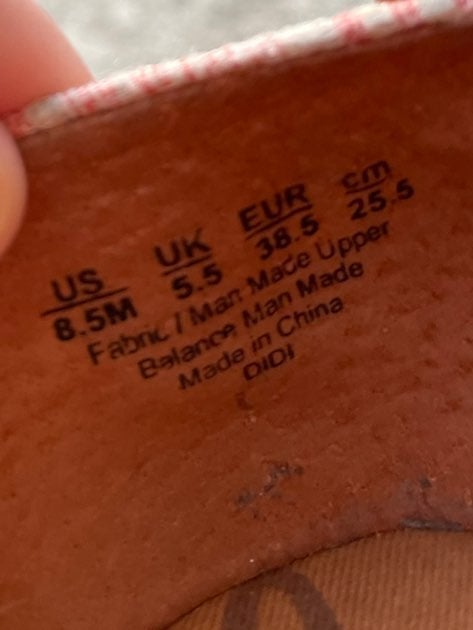 US UK EUR cm
8.5M 5.5 38.5 25.5
Fabric / Man Made Upper
Balance Man Made
Made in China
DIDI